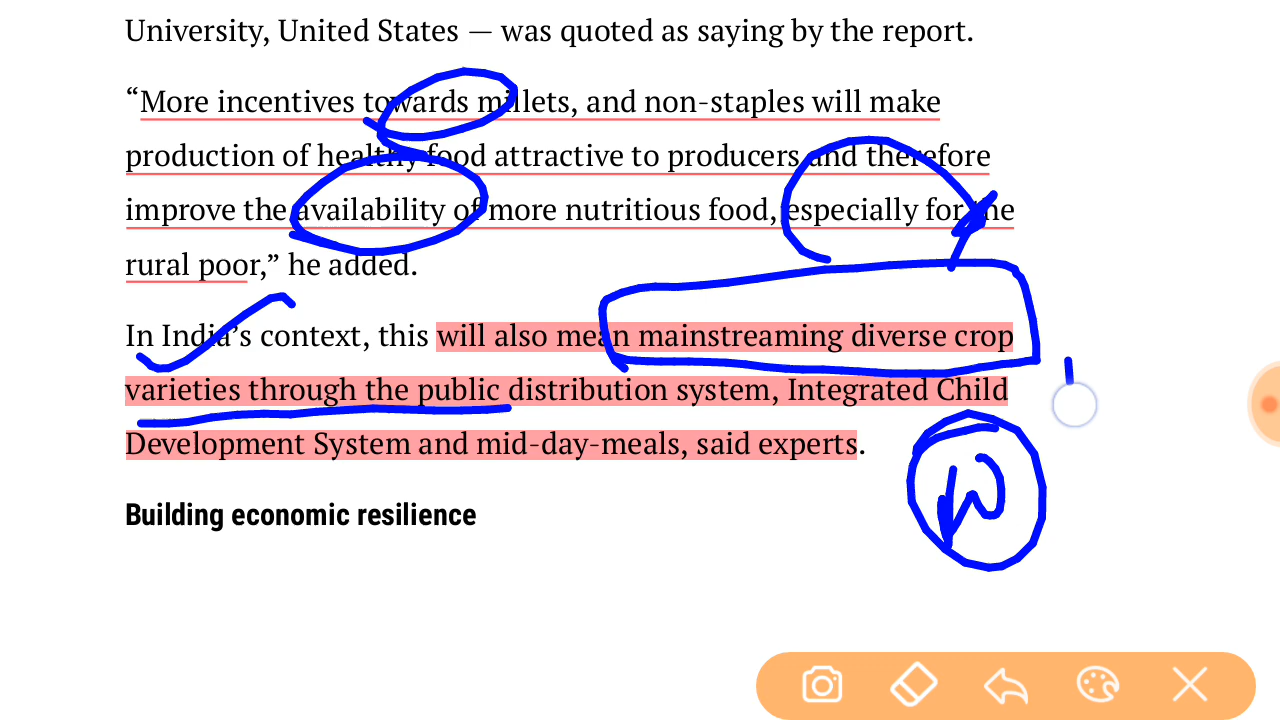 University, United States — was quoted as saying by the report.
“More incentives towards millets, and non-staples will make
production of healthy food attractive to producers and therefore
improve the availability of more nutritious food, especially for the
rural poor,” he added.
In India’s context, this will also mean mainstreaming diverse crop
varieties through the public distribution system, Integrated Child
Development System and mid-day-meals, said experts.
Building economic resilience